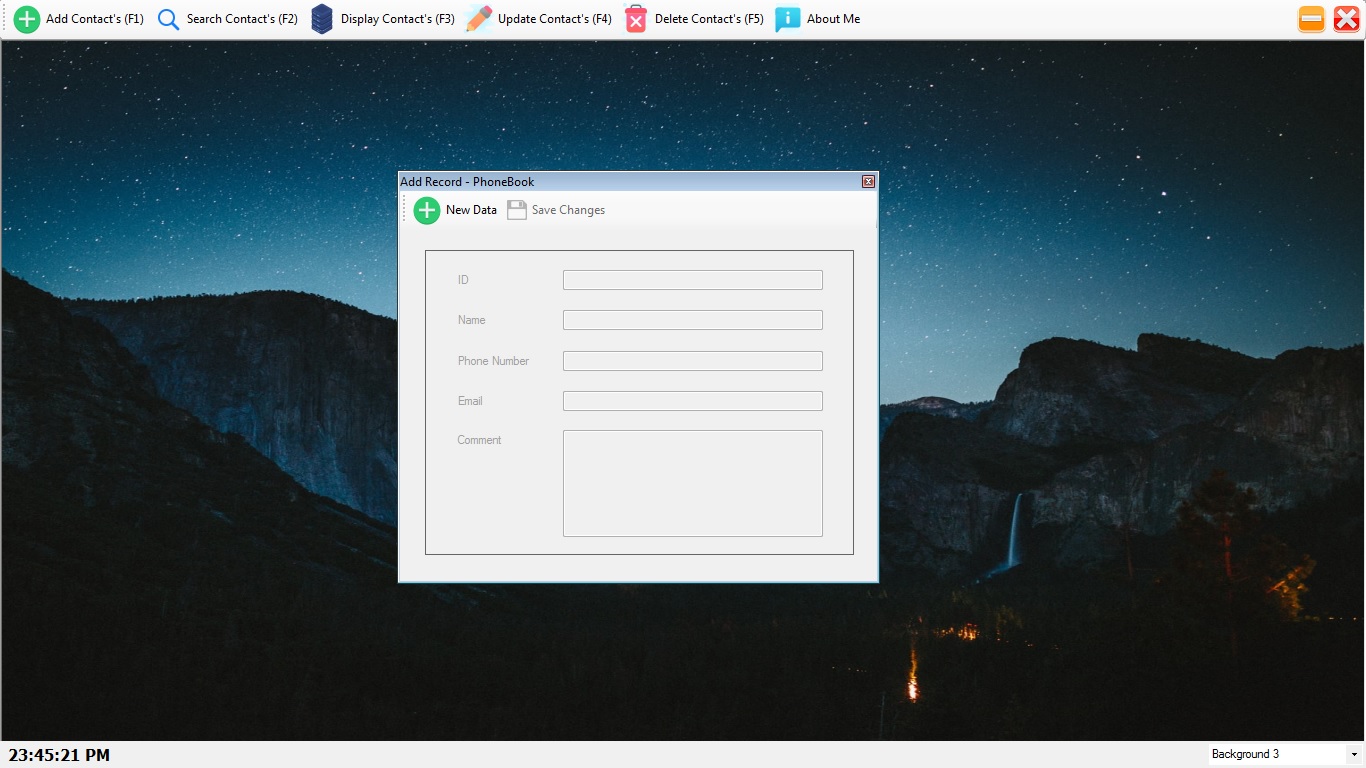 Add Contact's (F1) Search Contact's (F2) Display Contact's (F3) Update Contact's (F4) Delete Contact's (F5) About Me
Add Record - PhoneBook
New Data Save Changes
ID
Name
Phone Number
Email
Comment
23:45:21 PM Background 3